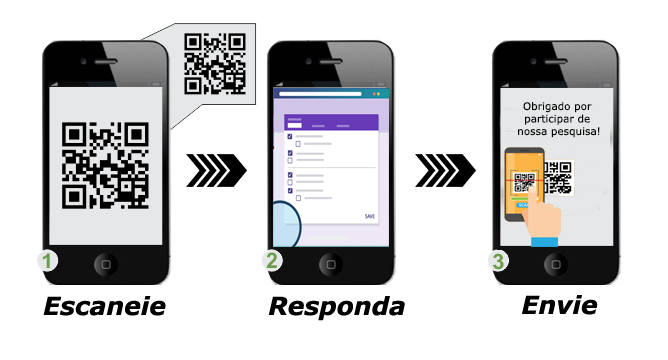 1
Escaneie
SAVE
2
Responda
Obrigado por
participar de
nossa pesquisa!
3
Envie